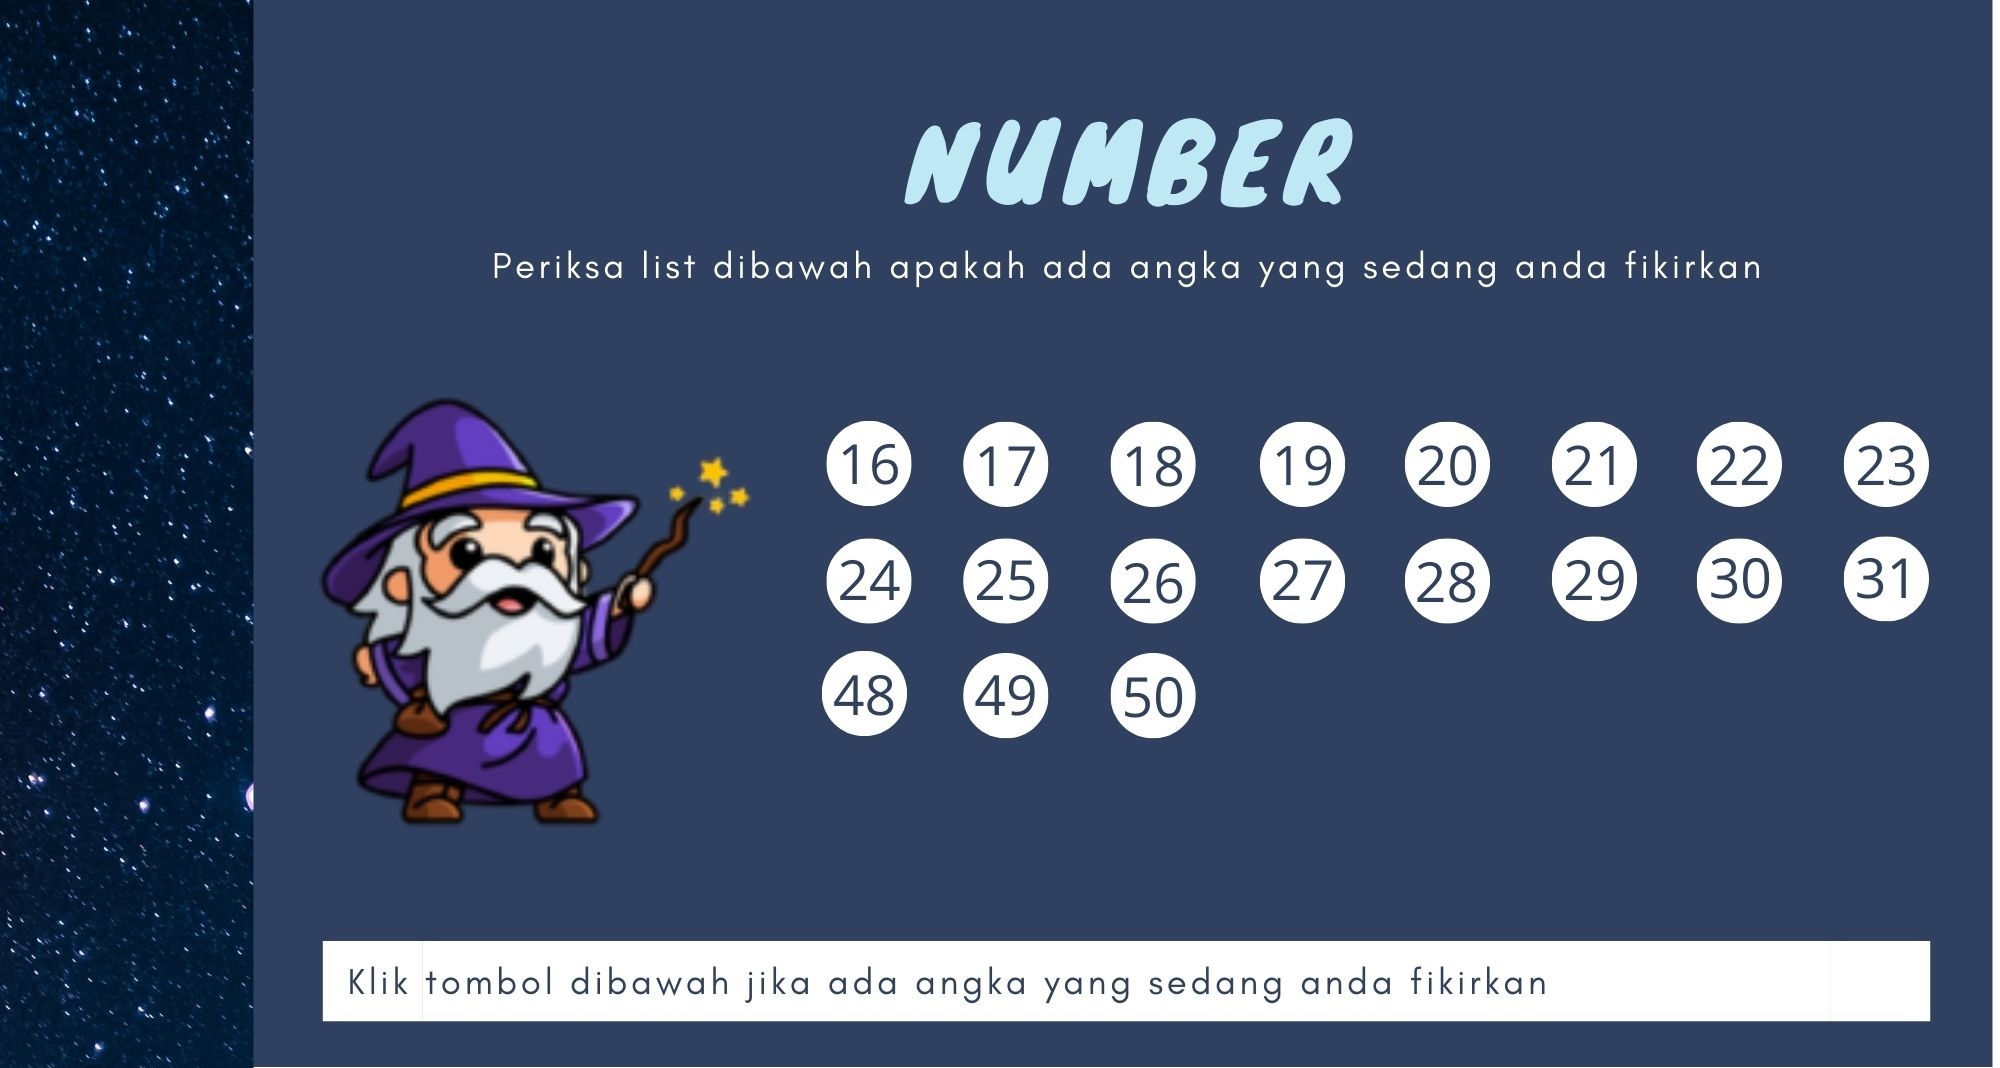 NUMBER
Periksa list dibawah apakah ada angka yang sedang anda fikirkan
16 17 18 19 20 21 22 23
24 25 26 27 28 29 30 31
48 49 50
Klik tombol dibawah jika ada angka yang sedang anda fikirkan